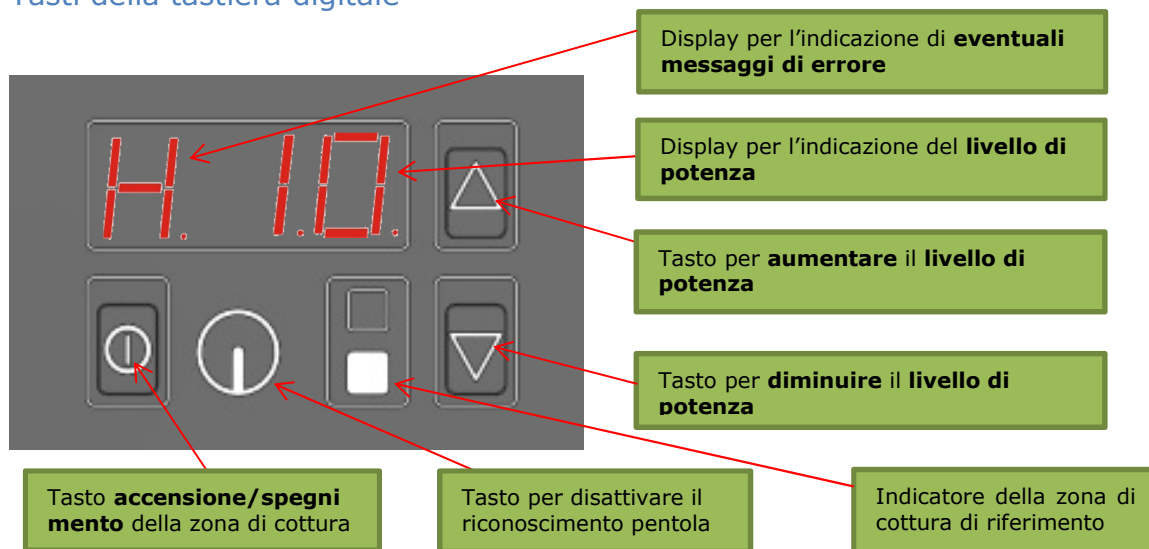 Tasti della tastiera digitale
Display per l’indicazione di eventuali
messaggi di errore
H. 1.0.
Display per l’indicazione del livello di
potenza
Tasto per aumentare il livello di
potenza
Tasto per diminuire il livello di
potenza
Tasto accensione/spegni
mento della zona di cottura
Tasto per disattivare il
riconoscimento pentola
Indicatore della zona di
cottura di riferimento